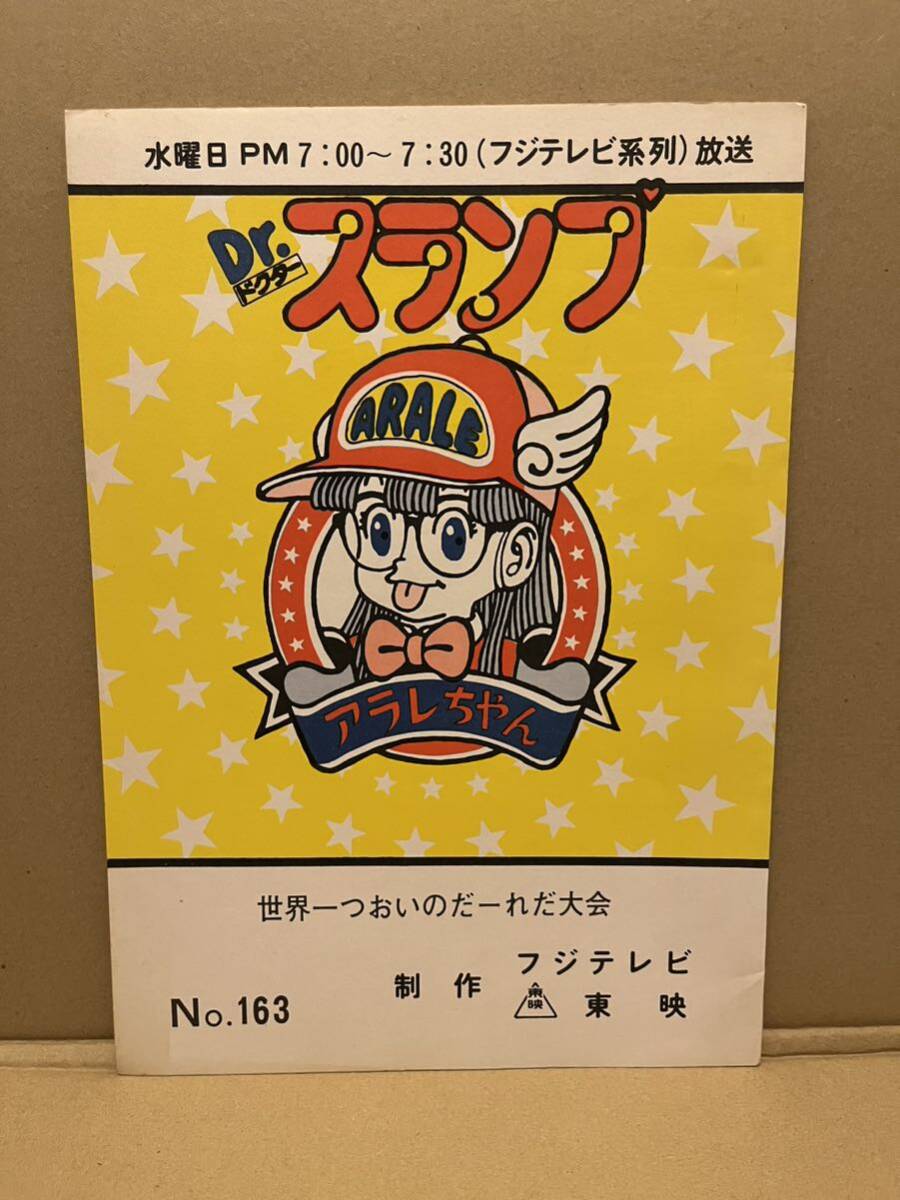 水曜日 PM 7:00～7:30 (フジテレビ系列) 放送
Dr.スランプ
ドクター
ARALE
アラレちゃん
世界一つおいのだーれだ大会
制作 フジテレビ
東映 東映
No.163